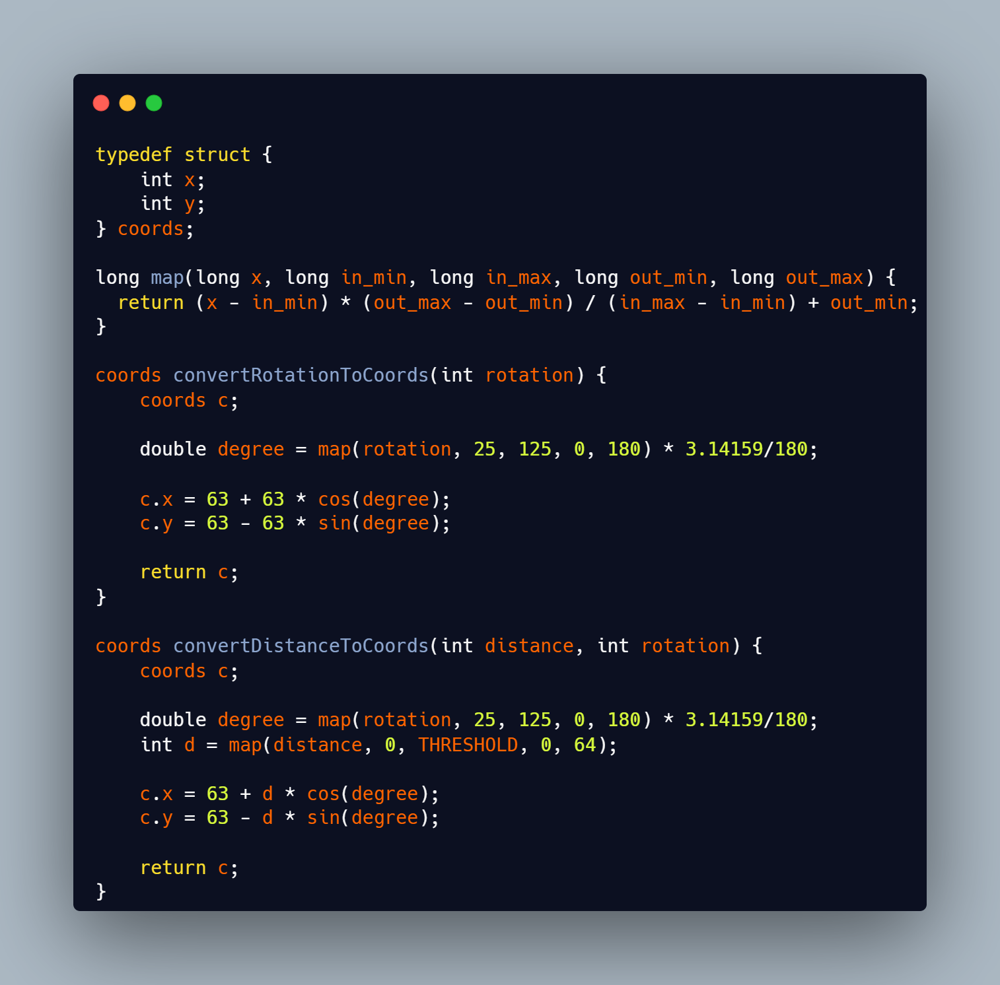 typedef struct {
    int x;
    int y;
} coords;

long map(long x, long in_min, long in_max, long out_min, long out_max) {
  return (x - in_min) * (out_max - out_min) / (in_max - in_min) + out_min;
}

coords convertRotationToCoords(int rotation) {
    coords c;

    double degree = map(rotation, 25, 125, 0, 180) * 3.14159/180;

    c.x = 63 + 63 * cos(degree);
    c.y = 63 - 63 * sin(degree);

    return c;
}

coords convertDistanceToCoords(int distance, int rotation) {
    coords c;

    double degree = map(rotation, 25, 125, 0, 180) * 3.14159/180;
    int d = map(distance, 0, THRESHOLD, 0, 64);

    c.x = 63 + d * cos(degree);
    c.y = 63 - d * sin(degree);

    return c;
}